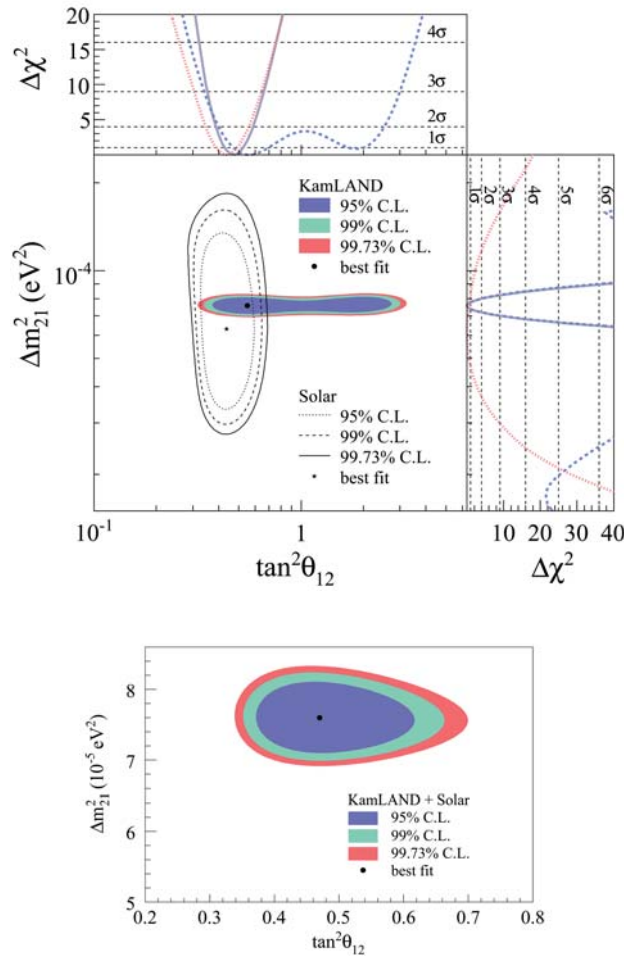 20
15
10
5
Δχ²
4σ
3σ
2σ
1σ
KamLAND
95% C.L.
99% C.L.
99.73% C.L.
best fit
10⁻⁴
Δm²₂₁ (eV²)
Solar
95% C.L.
99% C.L.
99.73% C.L.
best fit
1σ
2σ
3σ
4σ
5σ
6σ
10⁻¹ 1
tan²θ₁₂
10 20 30 40
Δχ²
8
7
6
5
Δm²₂₁ (10⁻⁵ eV²)
KamLAND + Solar
95% C.L.
99% C.L.
99.73% C.L.
best fit
0.2 0.3 0.4 0.5 0.6 0.7 0.8
tan²θ₁₂